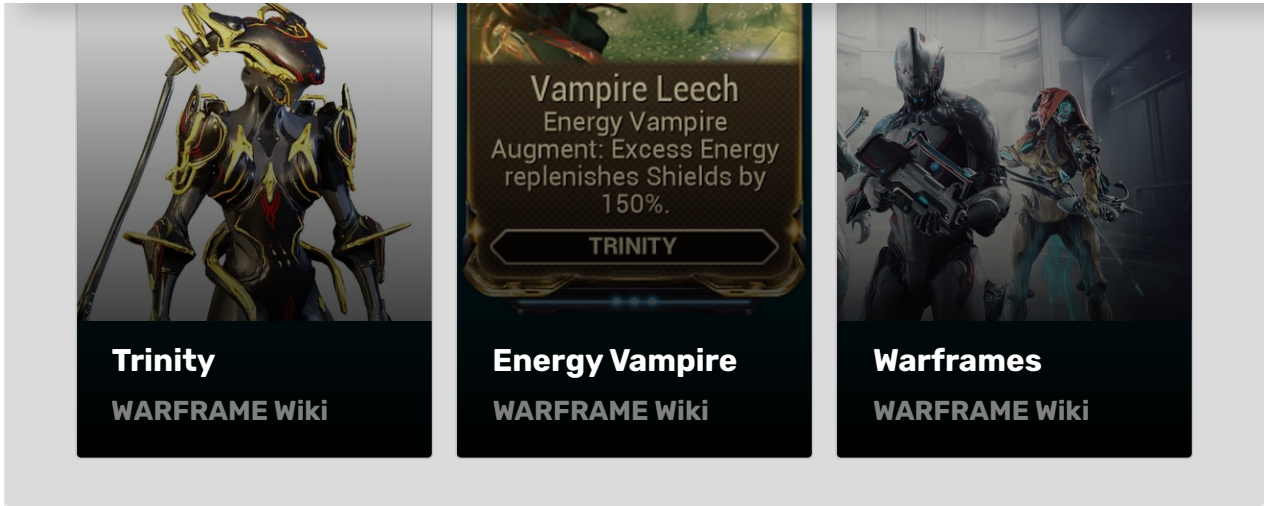 Vampire Leech
Energy Vampire
Augment: Excess Energy
replenishes Shields by
150%.
TRINITY
Trinity
WARFRAME Wiki
Energy Vampire
WARFRAME Wiki
Warframes
WARFRAME Wiki